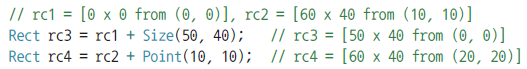 // rc1 = [0 x 0 from (0, 0)], rc2 = [60 x 40 from (10, 10)]
Rect rc3 = rc1 + Size(50, 40);   // rc3 = [50 x 40 from (0, 0)]
Rect rc4 = rc2 + Point(10, 10);  // rc4 = [60 x 40 from (20, 20)]